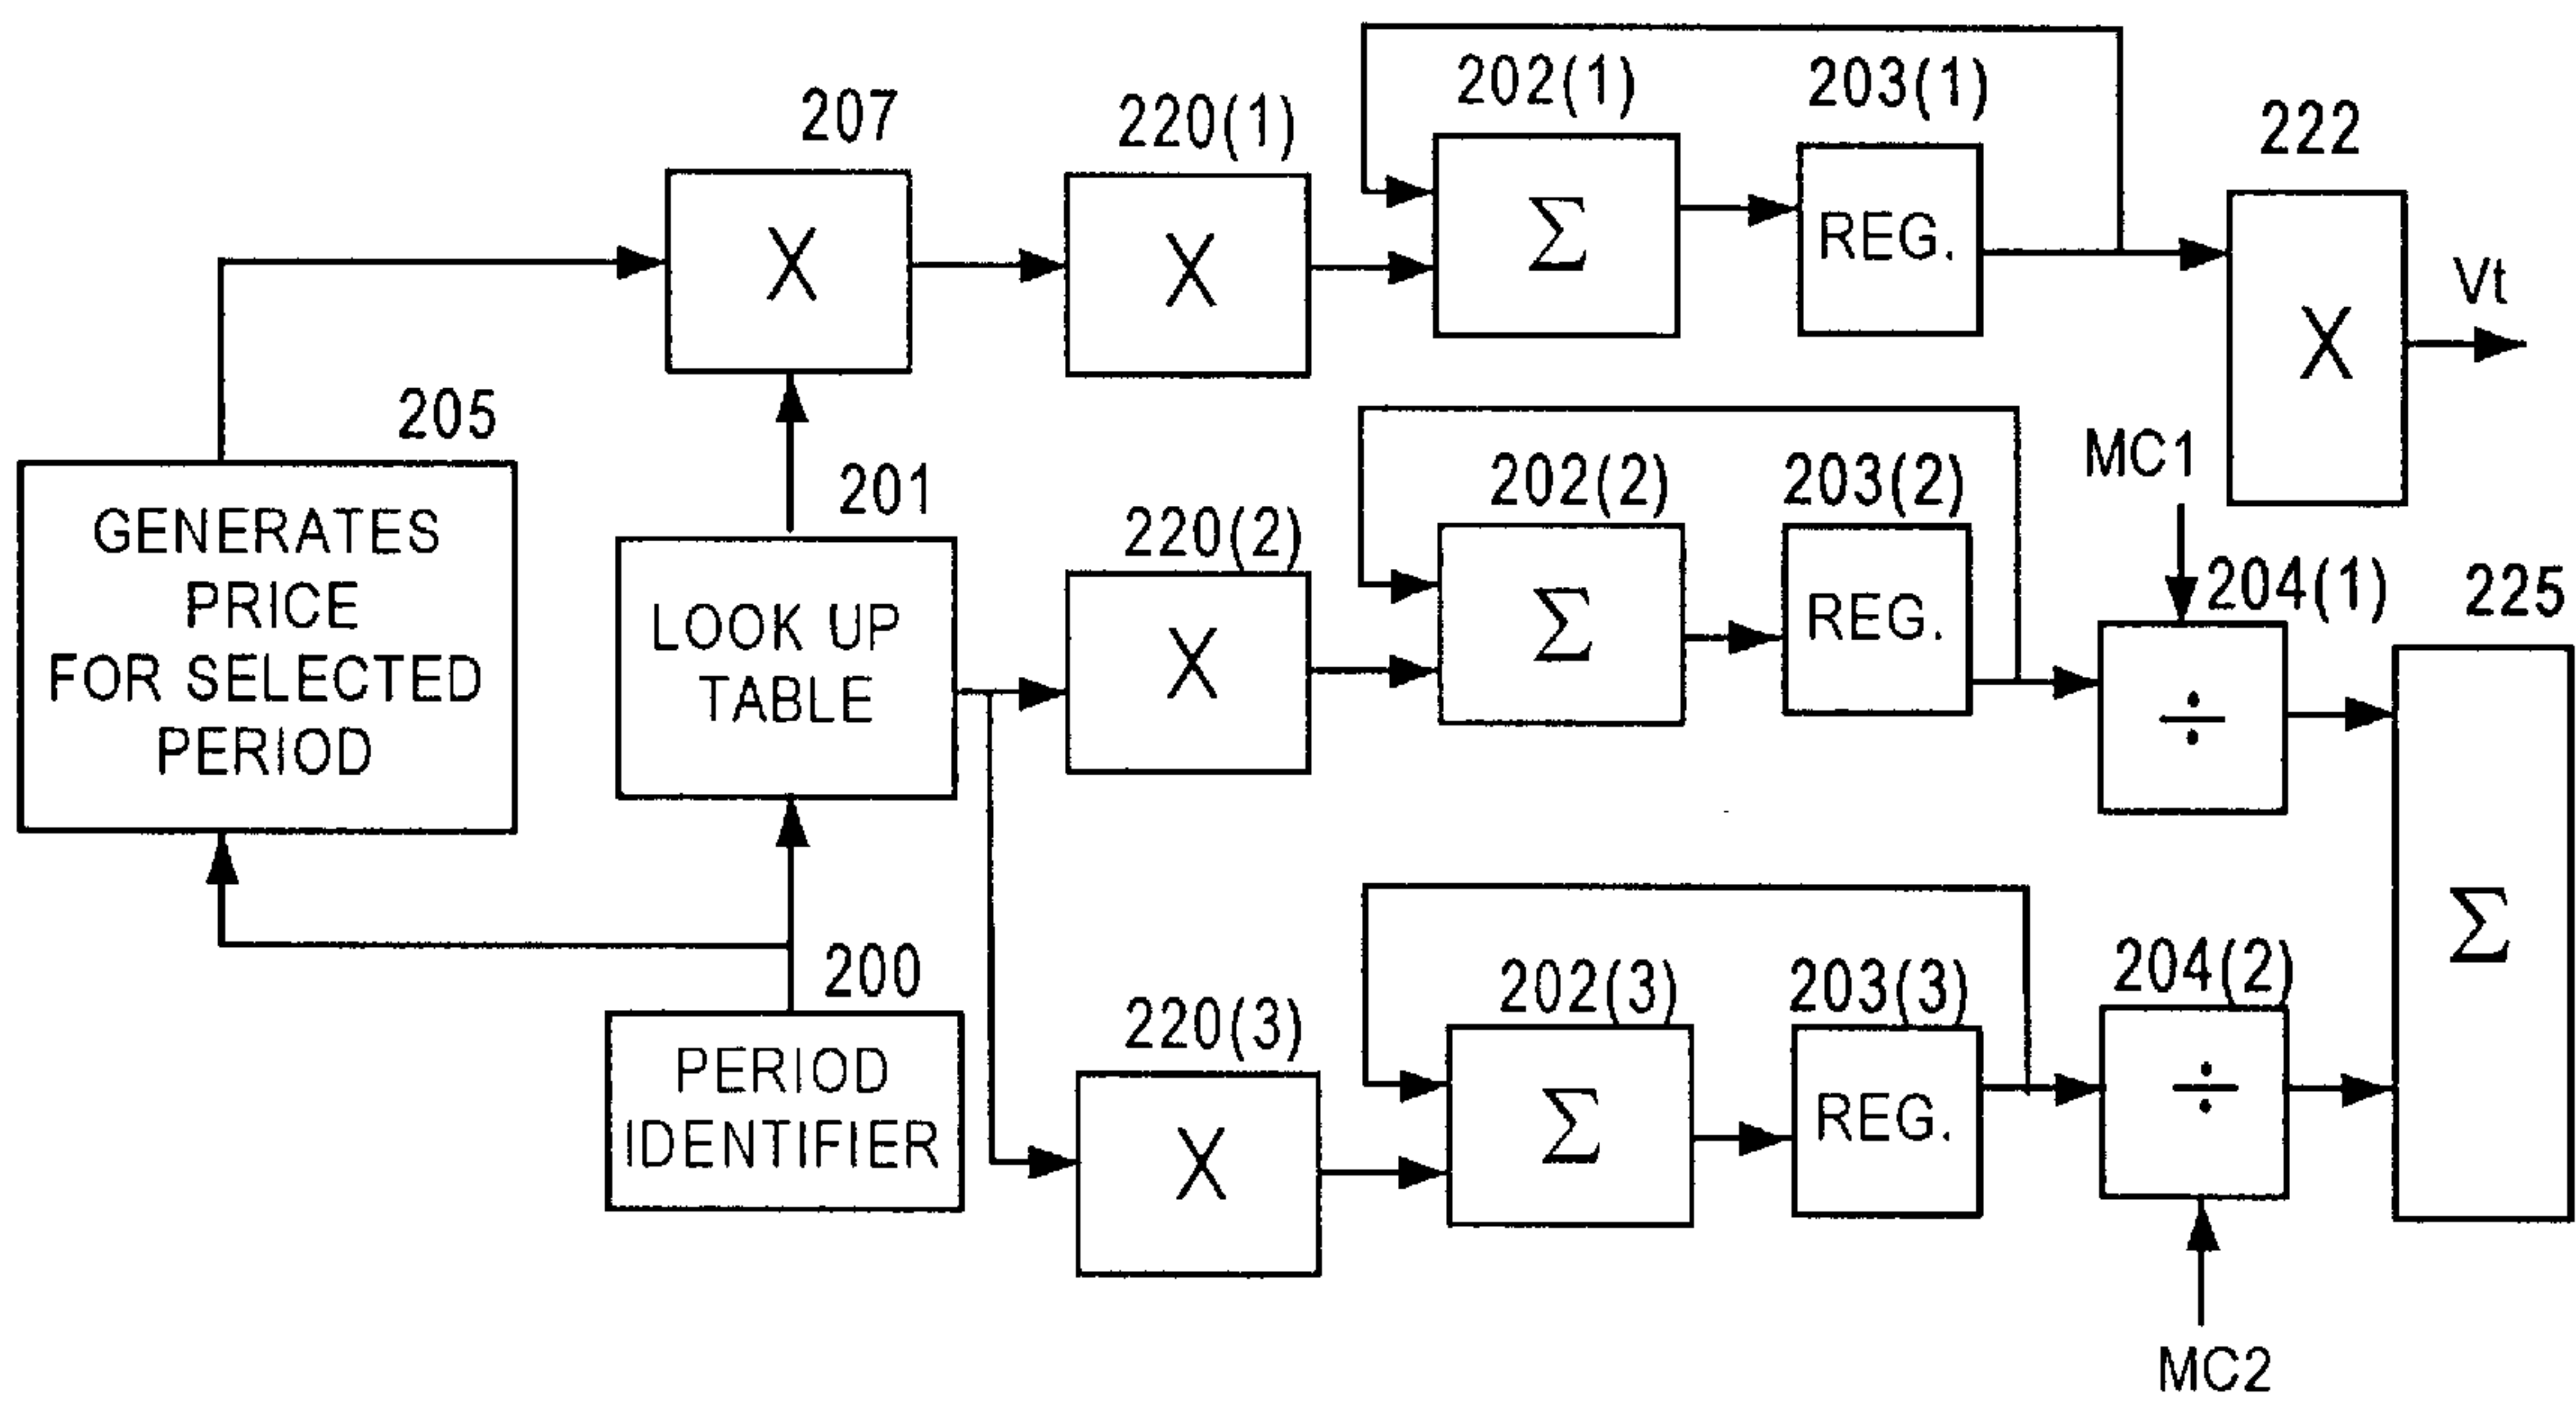 207
220(1)
202(1)
203(1)
222
X
X
Σ
REG.
X
Vt
205
GENERATES
PRICE
FOR SELECTED
PERIOD
201
LOOK UP
TABLE
220(2)
X
202(2)
Σ
203(2)
REG.
MC1
204(1)
÷
225
Σ
200
PERIOD
IDENTIFIER
220(3)
X
202(3)
Σ
203(3)
REG.
204(2)
÷
MC2